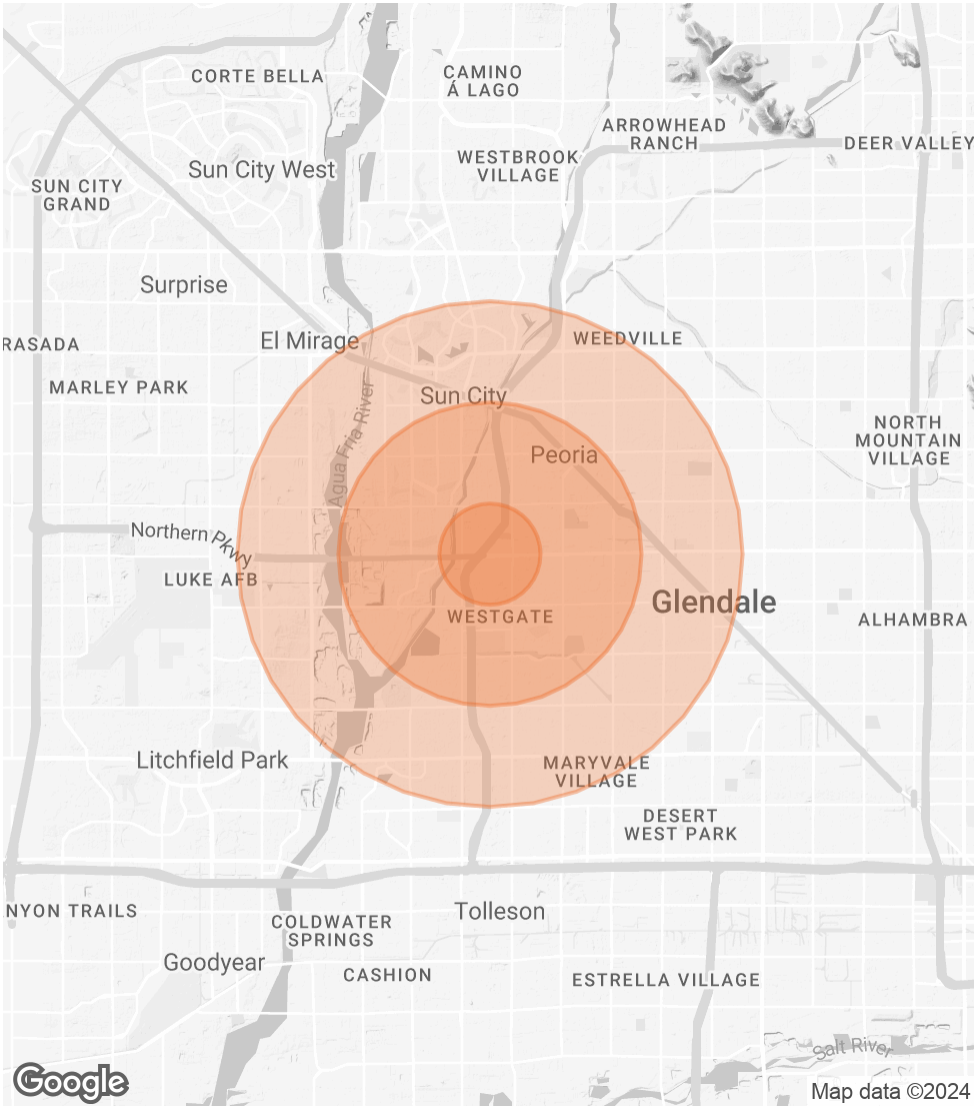 CORTE BELLA
CAMINO
Á LAGO
ARROWHEAD
RANCH
DEER VALLEY
WESTBROOK
VILLAGE
Sun City West
SUN CITY
GRAND
Surprise
El Mirage
WEEDVILLE
RASADA
MARLEY PARK
Sun City
Agua Fria River
NORTH
MOUNTAIN
VILLAGE
Peoria
Northern Pkwy
LUKE AFB
WESTGATE
Glendale
ALHAMBRA
Litchfield Park
MARYVALE
VILLAGE
DESERT
WEST PARK
NYON TRAILS
Tolleson
COLDWATER
SPRINGS
Goodyear
CASHION
ESTRELLA VILLAGE
Salt River
Google
Map data ©2024